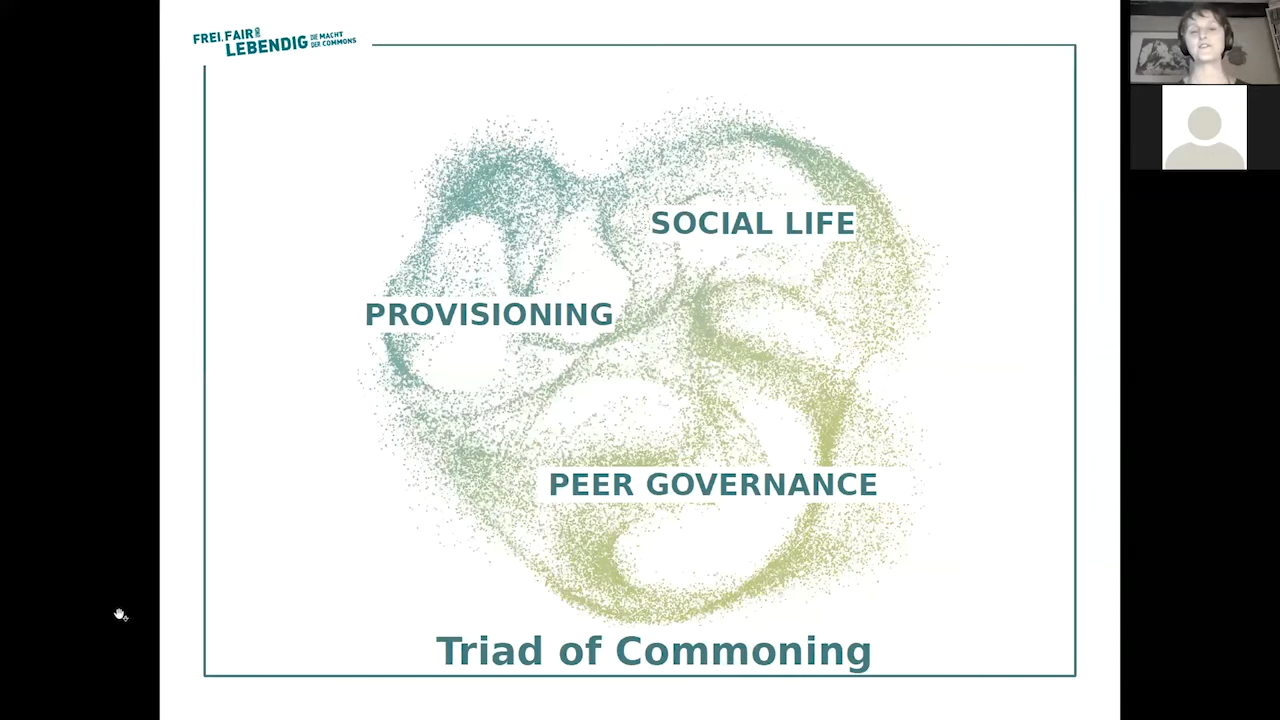 FREI, FAIR UND
LEBENDIG DIE MACHT
DER COMMONS
SOCIAL LIFE
PROVISIONING
PEER GOVERNANCE
Triad of Commoning